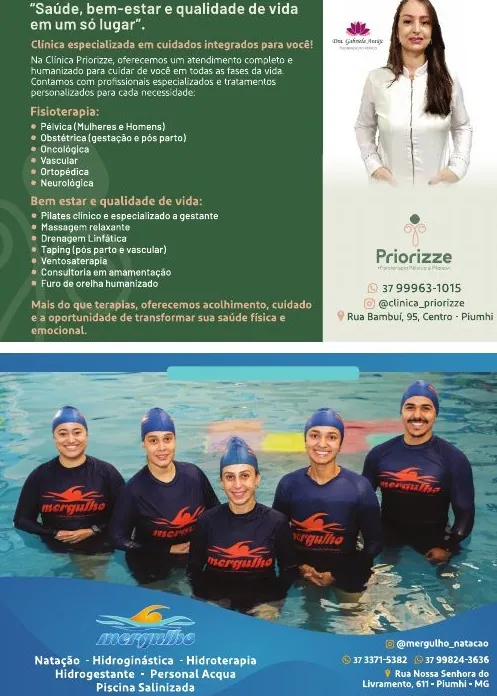 “Saúde, bem-estar e qualidade de vida
em um só lugar”.
Clínica especializada em cuidados integrados para você!
Na Clínica Priorizze, oferecemos um atendimento completo e
humanizado para cuidar de você em todas as fases da vida.
Contamos com profissionais especializados e tratamentos
personalizados para cada necessidade:
Fisioterapia:
• Pélvica (Mulheres e Homens)
• Obstétrica (gestação e pós parto)
• Oncológica
• Vascular
• Ortopédica
• Neurológica
Bem estar e qualidade de vida:
• Pilates clínico e especializado a gestante
• Massagem relaxante
• Drenagem Linfática
• Taping (pós parto e vascular)
• Ventosaterapia
• Consultoria em amamentação
• Furo de orelha humanizado
Mais do que terapias, oferecemos acolhimento, cuidado
e a oportunidade de transformar sua saúde física e
emocional.
Dra. Gabriela Araújo
Priorizze
37 99963-1015
@clinica_priorizze
Rua Bambuí, 95, Centro - Piumhi
mergulho
mergulho
mergulho
mergulho
mergulho
mergulho
Natação - Hidroginástica - Hidroterapia
Hidrogestante - Personal Acqua
Piscina Salinizada
@mergulho_natacao
37 3371-5382 37 99824-3636
Rua Nossa Senhora do
Livramento, 611 • Piumhi • MG